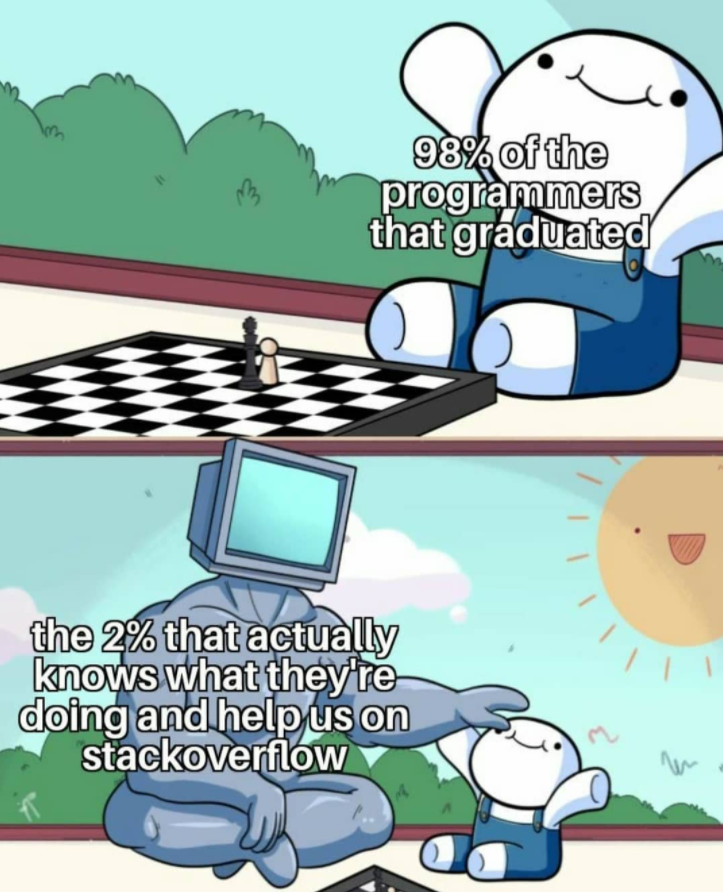 98% of the
programmers
that graduated
the 2% that actually
knows what they're
doing and help us on
stackoverflow